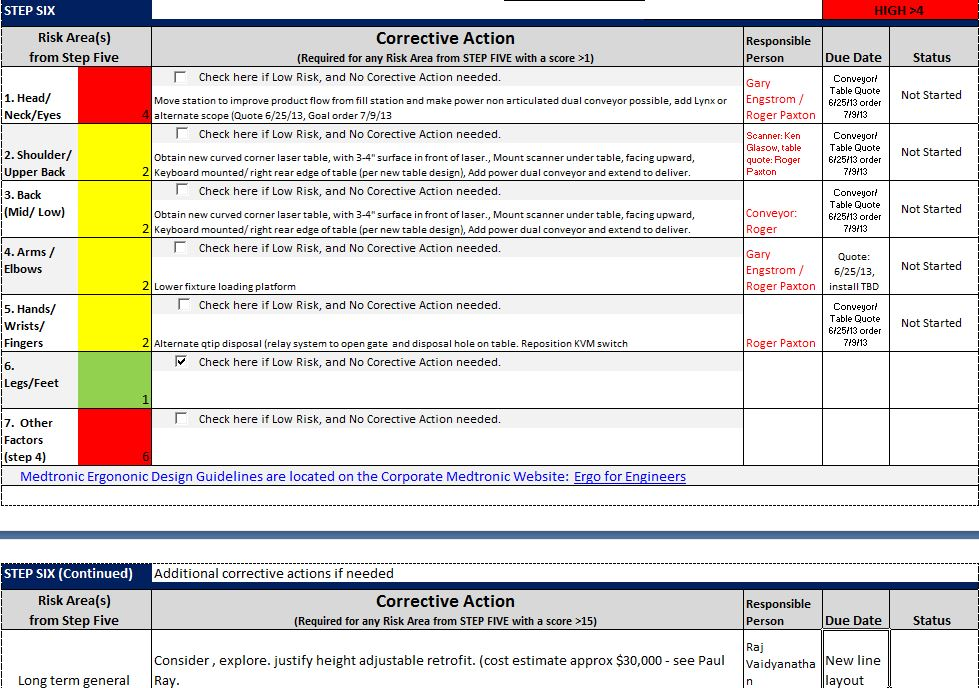 STEP SIX
HIGH >4
Risk Area(s)
from Step Five
Corrective Action
(Required for any Risk Area from STEP FIVE with a score >1)
Responsible
Person
Due Date
Status
1. Head/
Neck/Eyes
4
Check here if Low Risk, and No Corective Action needed.
Move station to improve product flow from fill station and make power non articulated dual conveyor possible, add Lynx or
alternate scope (Quote 6/25/13, Goal order 7/9/13
Gary
Engstrom /
Roger Paxton
Conveyor/
Table Quote
6/25/13 order
7/9/13
Not Started
2. Shoulder/
Upper Back
2
Check here if Low Risk, and No Corective Action needed.
Obtain new curved corner laser table, with 3-4" surface in front of laser., Mount scanner under table, facing upward,
Keyboard mounted/ right rear edge of table (per new table design), Add power dual conveyor and extend to deliver.
Scanner: Ken
Glasow, table
quote: Roger
Paxton
Conveyor/
Table Quote
6/25/13 order
7/9/13
Not Started
3. Back
(Mid/ Low)
2
Check here if Low Risk, and No Corective Action needed.
Obtain new curved corner laser table, with 3-4" surface in front of laser., Mount scanner under table, facing upward,
Keyboard mounted/ right rear edge of table (per new table design), Add power dual conveyor and extend to deliver.
Conveyor:
Roger
Conveyor/
Table Quote
6/25/13 order
7/9/13
Not Started
4. Arms /
Elbows
2
Check here if Low Risk, and No Corective Action needed.
Lower fixture loading platform
Gary
Engstrom /
Roger Paxton
Quote:
6/25/13,
install TBD
Not Started
5. Hands/
Wrists/
Fingers
2
Check here if Low Risk, and No Corective Action needed.
Alternate qtip disposal (relay system to open gate and disposal hole on table. Reposition KVM switch
Roger Paxton
Conveyor/
Table Quote
6/25/13 order
7/9/13
Not Started
6.
Legs/Feet
1
Check here if Low Risk, and No Corective Action needed.
7. Other
Factors
(step 4)
6
Check here if Low Risk, and No Corective Action needed.
Medtronic Ergononic Design Guidelines are located on the Corporate Medtronic Website: Ergo for Engineers
STEP SIX (Continued)
Additional corrective actions if needed
Risk Area(s)
from Step Five
Corrective Action
(Required for any Risk Area from STEP FIVE with a score >15)
Responsible
Person
Due Date
Status
Long term general
Consider , explore. justify height adjustable retrofit. (cost estimate approx $30,000 - see Paul
Ray.
Raj
Vaidyanatha
n
New line
layout